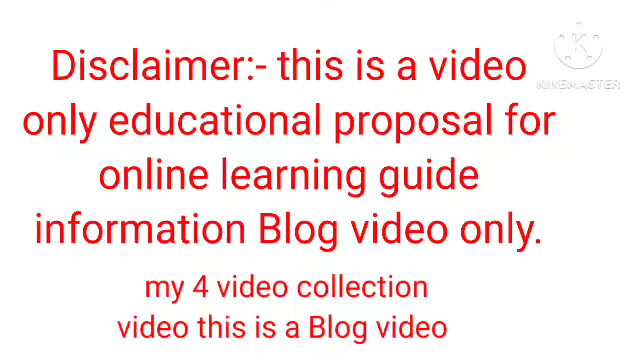 Disclaimer:- this is a video
only educational proposal for
online learning guide
information Blog video only.
my 4 video collection
video this is a Blog video
K
KINEMASTER